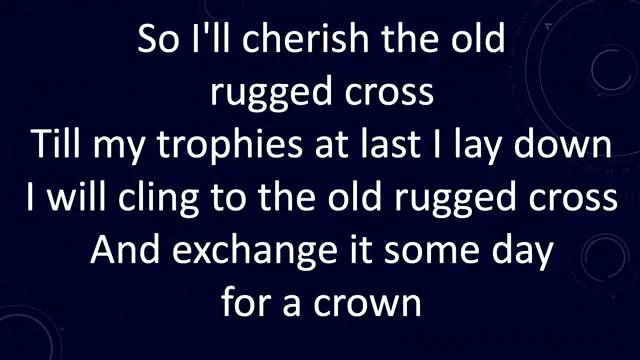 So I'll cherish the old
rugged cross
Till my trophies at last I lay down
I will cling to the old rugged cross
And exchange it some day
for a crown